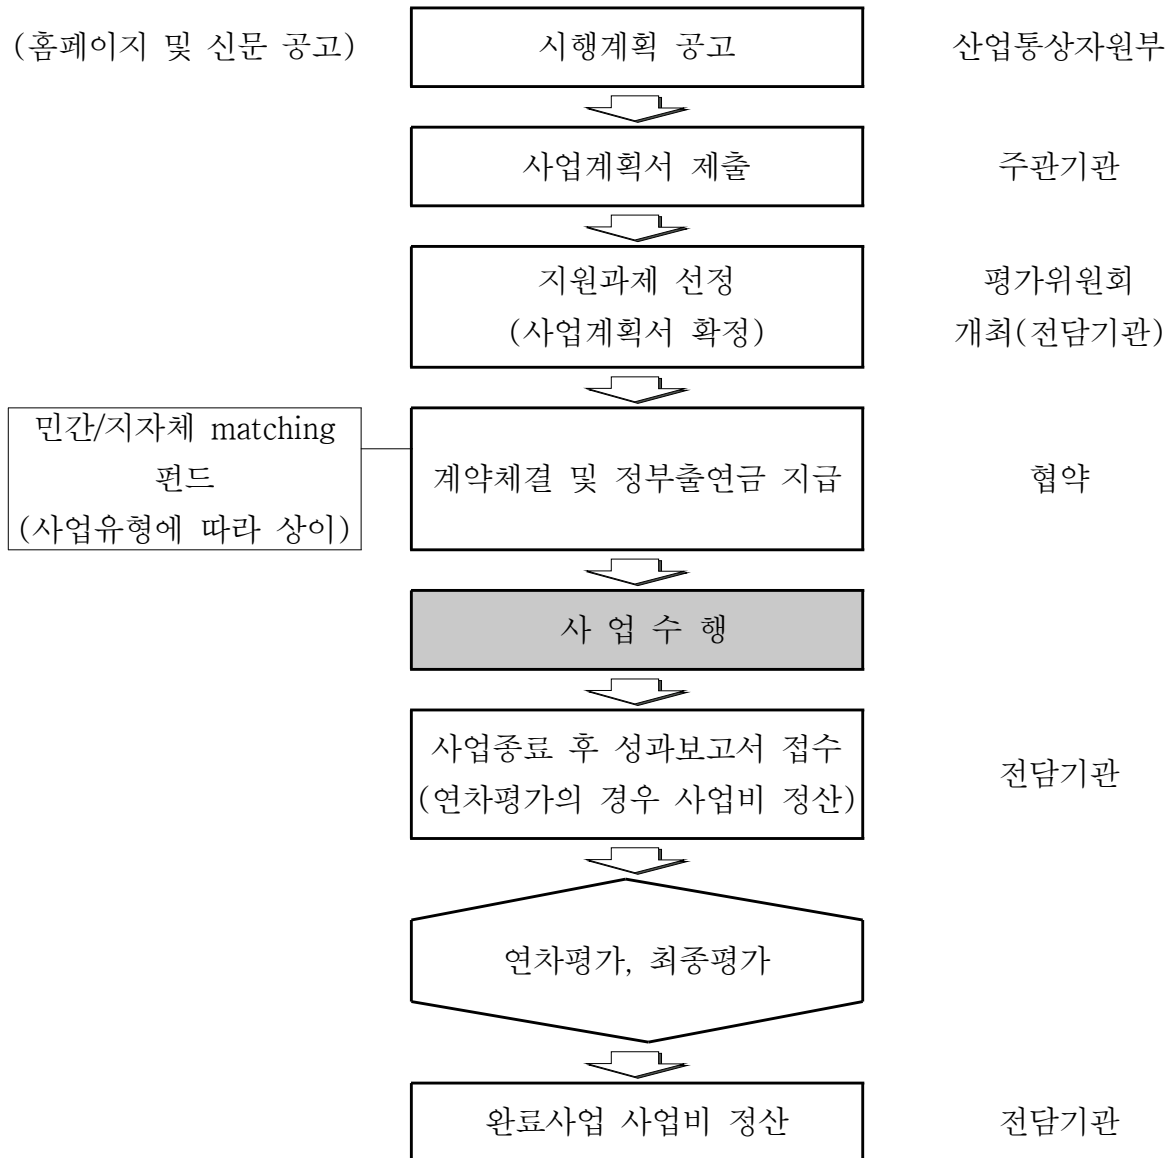 (홈페이지 및 신문 공고)
시행계획 공고
산업통상자원부
사업계획서 제출
주관기관
지원과제 선정
(사업계획서 확정)
평가위원회
개최(전담기관)
민간/지자체 matching
펀드
(사업유형에 따라 상이)
계약체결 및 정부출연금 지급
협약
사 업 수 행
사업종료 후 성과보고서 접수
(연차평가의 경우 사업비 정산)
전담기관
연차평가, 최종평가
완료사업 사업비 정산
전담기관